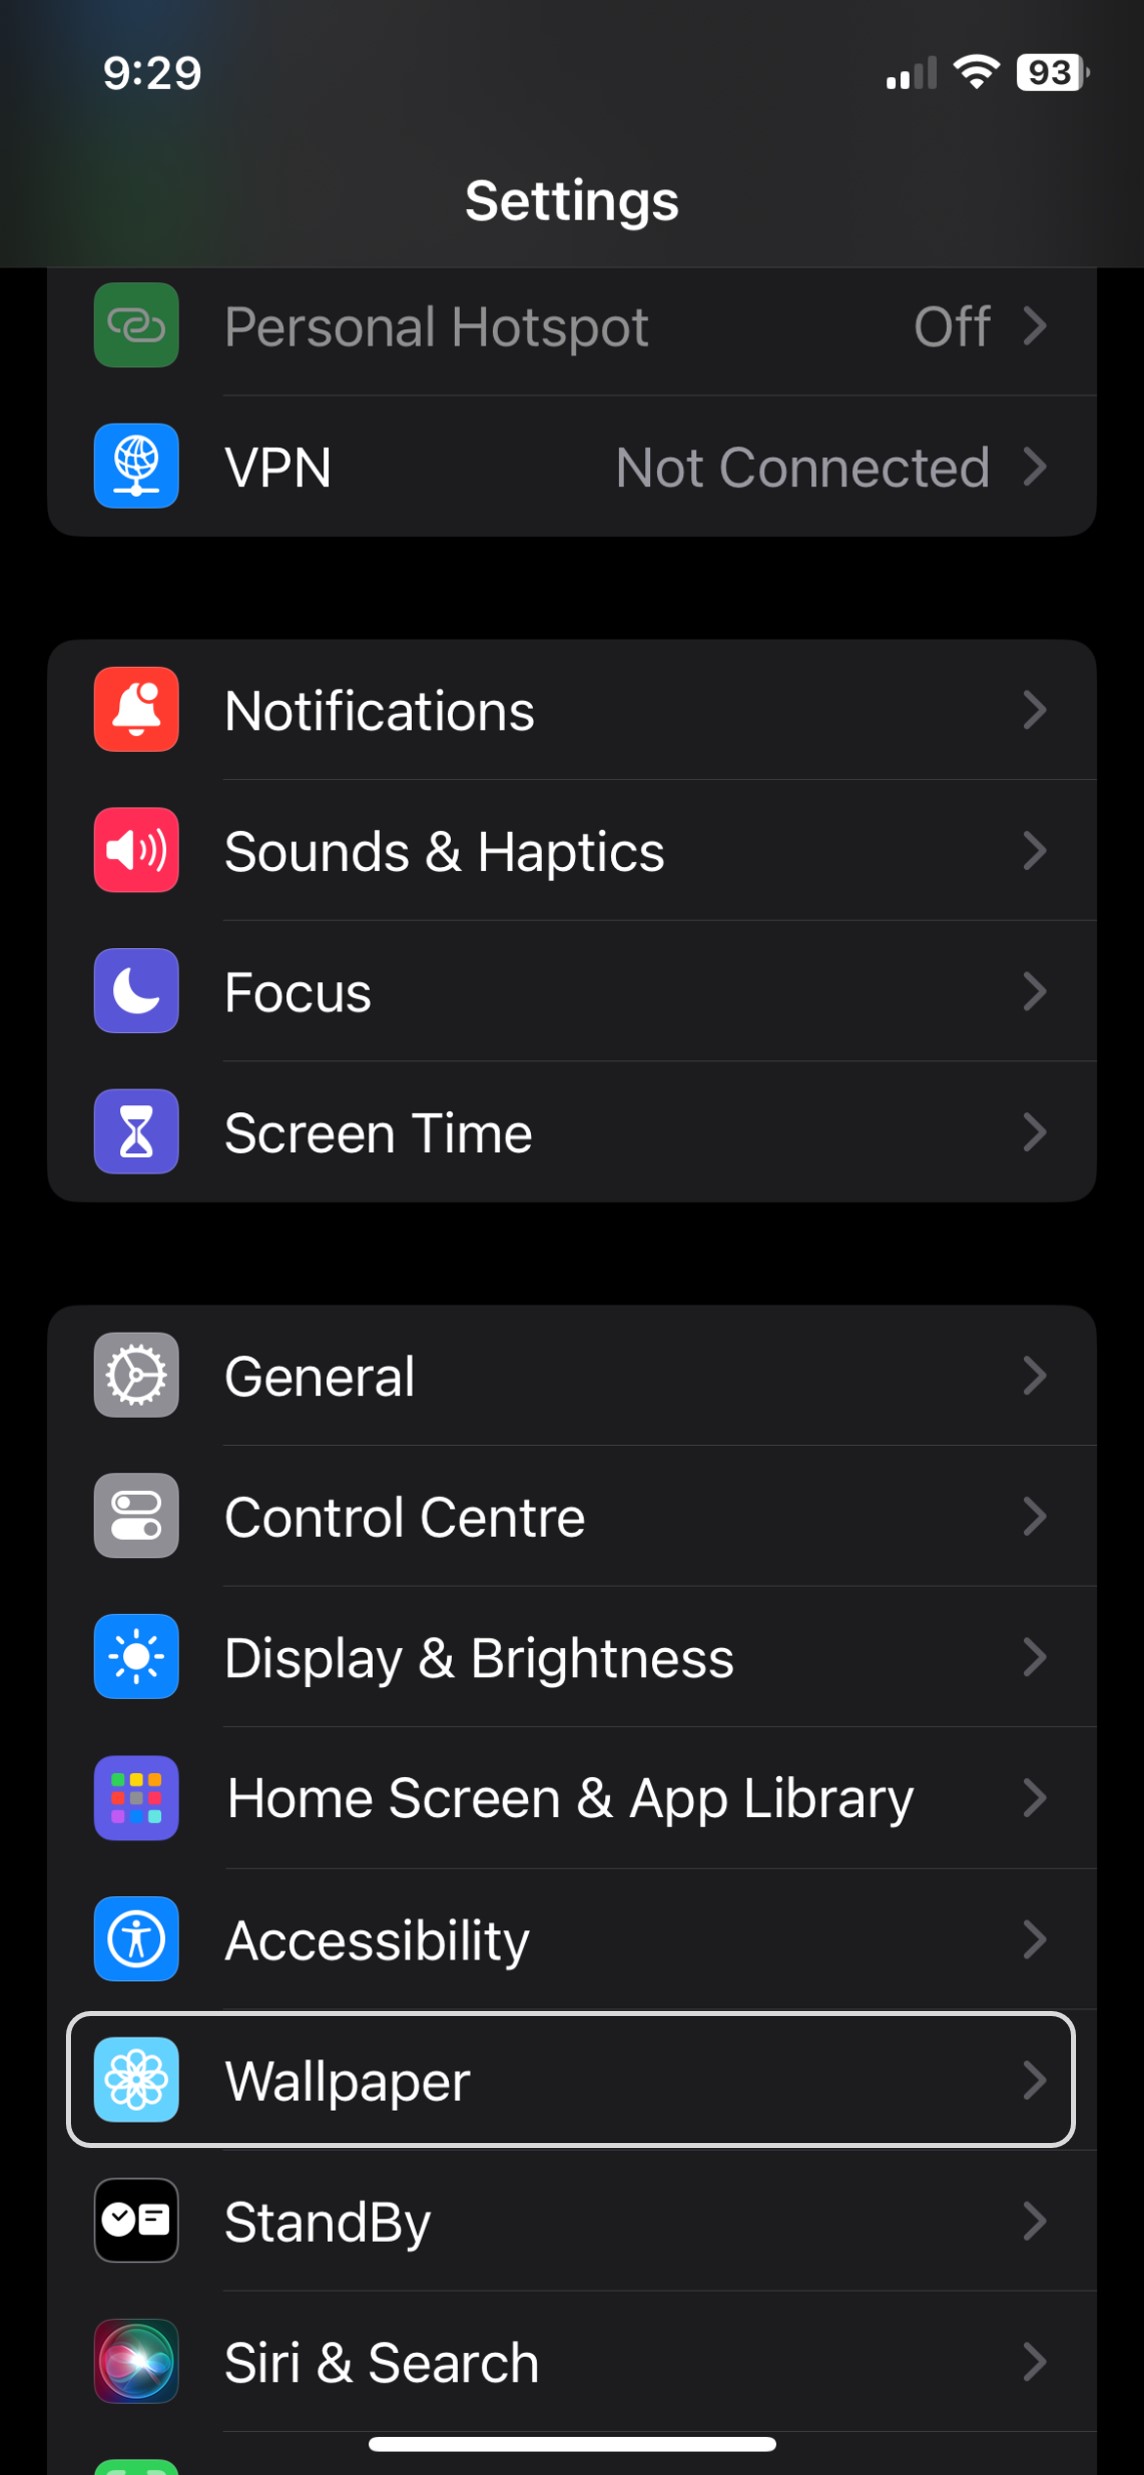 9:29
93
Settings
Personal Hotspot Off
VPN Not Connected
Notifications
Sounds & Haptics
Focus
Screen Time
General
Control Centre
Display & Brightness
Home Screen & App Library
Accessibility
Wallpaper
StandBy
Siri & Search